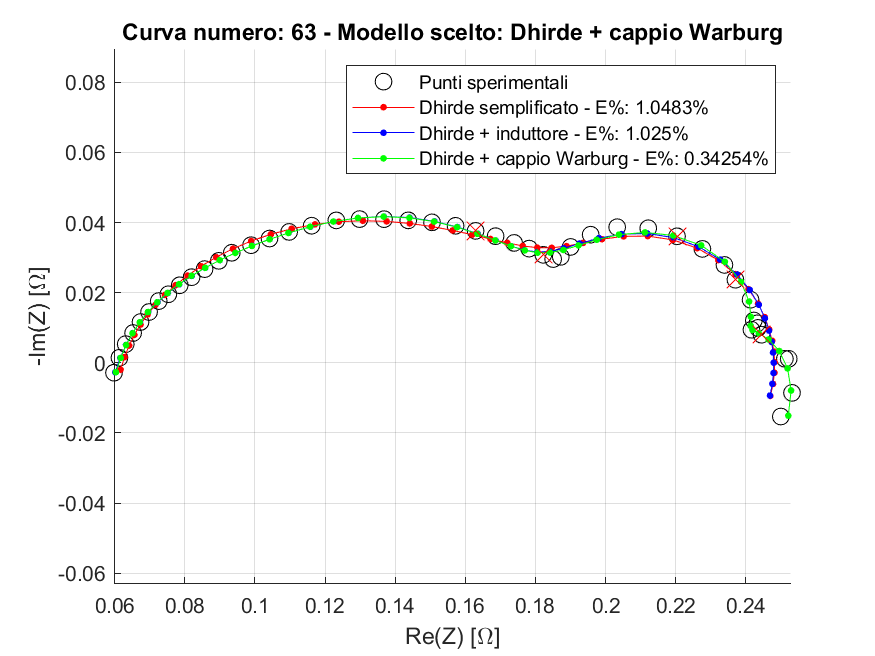 Curva numero: 63 - Modello scelto: Dhirde + cappio Warburg
Punti sperimentali
Dhirde semplificato - E%: 1.0483%
Dhirde + induttore - E%: 1.025%
Dhirde + cappio Warburg - E%: 0.34254%
-Im(Z) [Ω]
0.08
0.06
0.04
0.02
0
-0.02
-0.04
-0.06
0.06 0.08 0.1 0.12 0.14 0.16 0.18 0.2 0.22 0.24
Re(Z) [Ω]